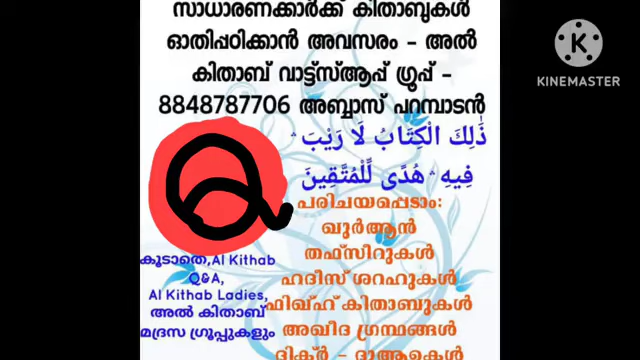 സാധാരണക്കാർക്ക് കിതാബുകൾ
ഓതിപ്പഠിക്കാൻ അവസരം - അൽ
കിതാബ് വാട്ട്സ്ആപ്പ് ഗ്രൂപ്പ് -
8848787706 അബ്ബാസ് പറമ്പാടൻ
ذَٰلِكَ الْكِتَابُ لَا رَيْبَ ۛ
فِيهِ ۛ هُدًى لِّلْمُتَّقِينَ
Q
പരിചയപ്പെടാം:
ഖുർആൻ
തഫ്സീറുകൾ
ഹദീസ് ശറഹുകൾ
ഫിഖ്ഹ് കിതാബുകൾ
അഖീദ ഗ്രന്ഥങ്ങൾ
ദിക്ർ - ദുആഉകൾ
കൂടാതെ,Al Kithab
Q&A,
Al Kithab Ladies,
അൽ കിതാബ്
മദ്രസ ഗ്രൂപ്പുകളും
K
KINEMASTER